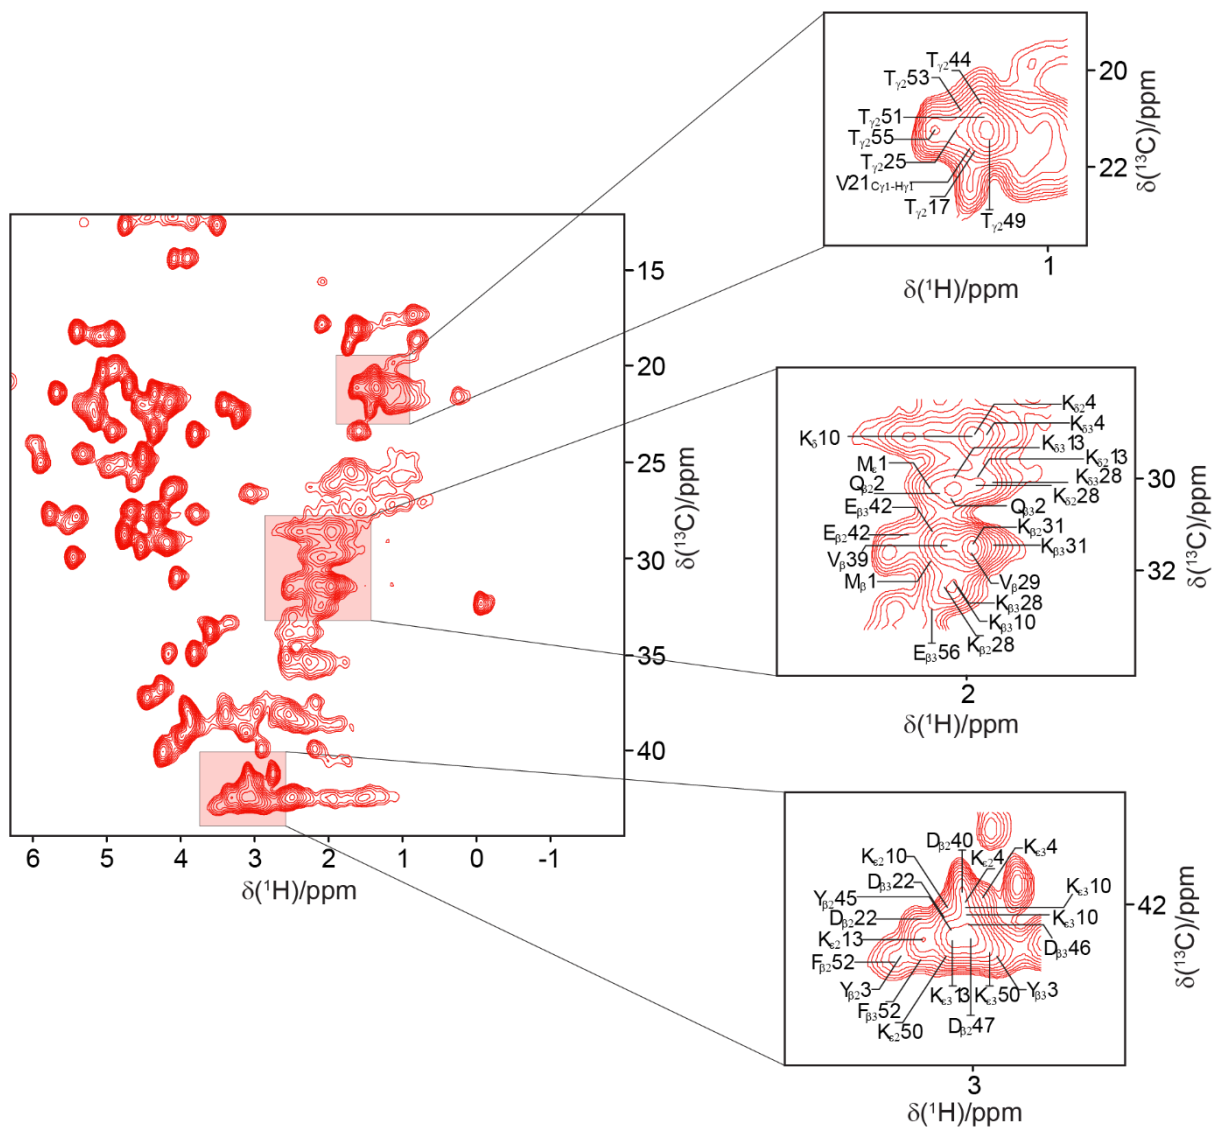 15
20
25
30
35
40
δ(¹³C)/ppm
6 5 4 3 2 1 0 -1
δ(¹H)/ppm
Tγ244
Tγ253
Tγ251
Tγ255
Tγ225
V21Cγ1-Hγ1
Tγ217
Tγ249
20
22
δ(¹³C)/ppm
1
δ(¹H)/ppm
Kδ24
Kδ10
Kδ34
Kδ313
Mε1
Kδ213
Qβ22
Kδ328
Kδ228
Eβ342
Qβ32
Kβ231
Eβ242
Kβ331
Vβ39
Mβ1
Vβ29
Kβ328
Kβ310
Kβ228
Eβ356
30
32
δ(¹³C)/ppm
2
δ(¹H)/ppm
Dβ240
Kε210
Kε24
Kε34
Dβ322
Kε310
Yβ245
Kε310
Dβ222
Kε213
Dβ346
Fβ252
Yβ23
Kε313
Kε350
Yβ33
Fβ352
Kε250
Dβ247
42
δ(¹³C)/ppm
3
δ(¹H)/ppm